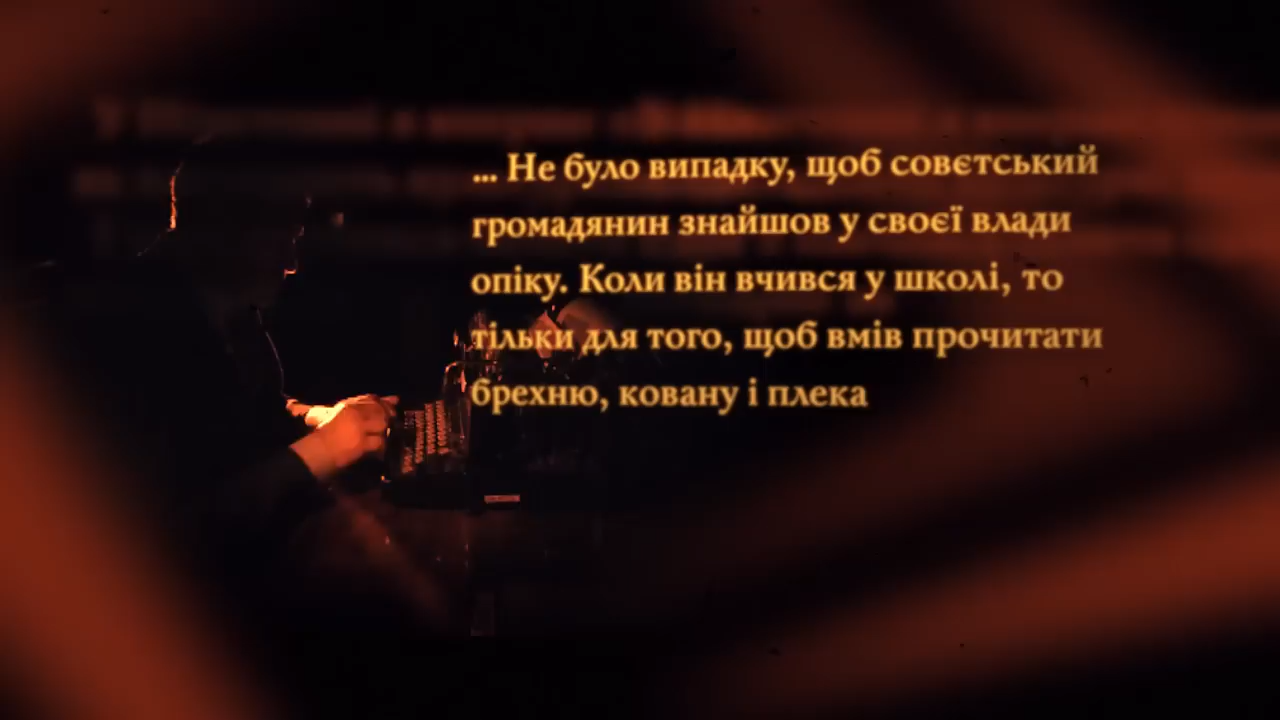 ... Не було випадку, щоб совєтський
громадянин знайшов у своєї влади
опіку. Коли він вчився у школі, то
тільки для того, щоб вмів прочитати
брехню, ковану і плека